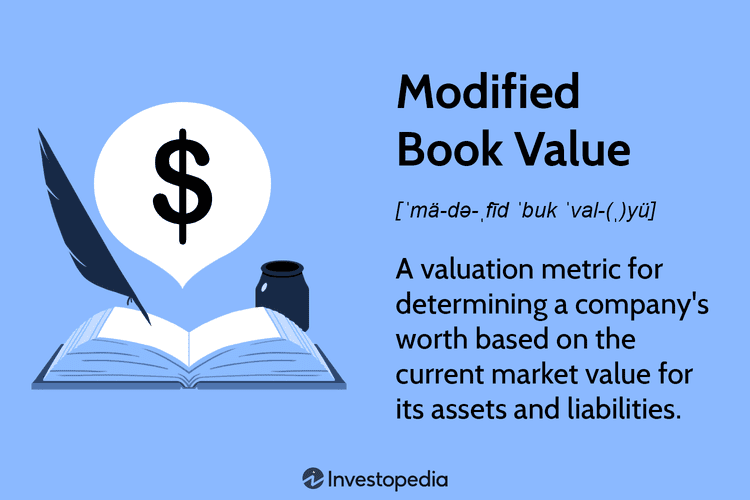 $
Modified
Book Value
[ˈmä-də-ˌfīd ˈbuk ˈval-(ˌ)yü]
A valuation metric for
determining a company's
worth based on the
current market value for
its assets and liabilities.
Investopedia